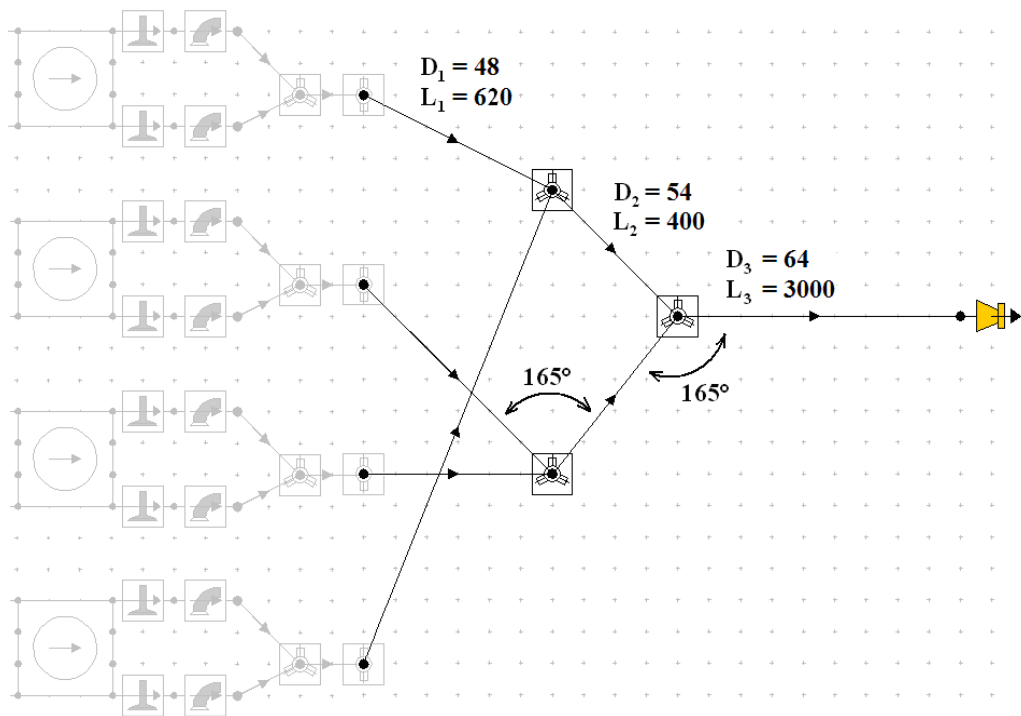 D₁ = 48
L₁ = 620
D₂ = 54
L₂ = 400
D₃ = 64
L₃ = 3000
165°
165°